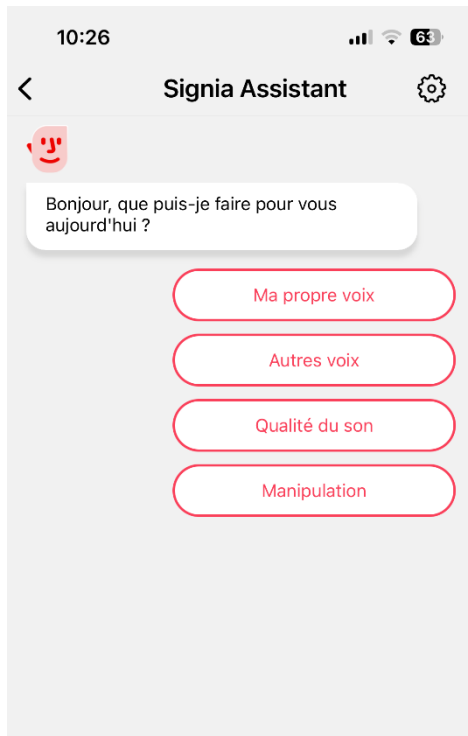 10:26
63
Signia Assistant
Bonjour, que puis-je faire pour vous
aujourd'hui ?
Ma propre voix
Autres voix
Qualité du son
Manipulation